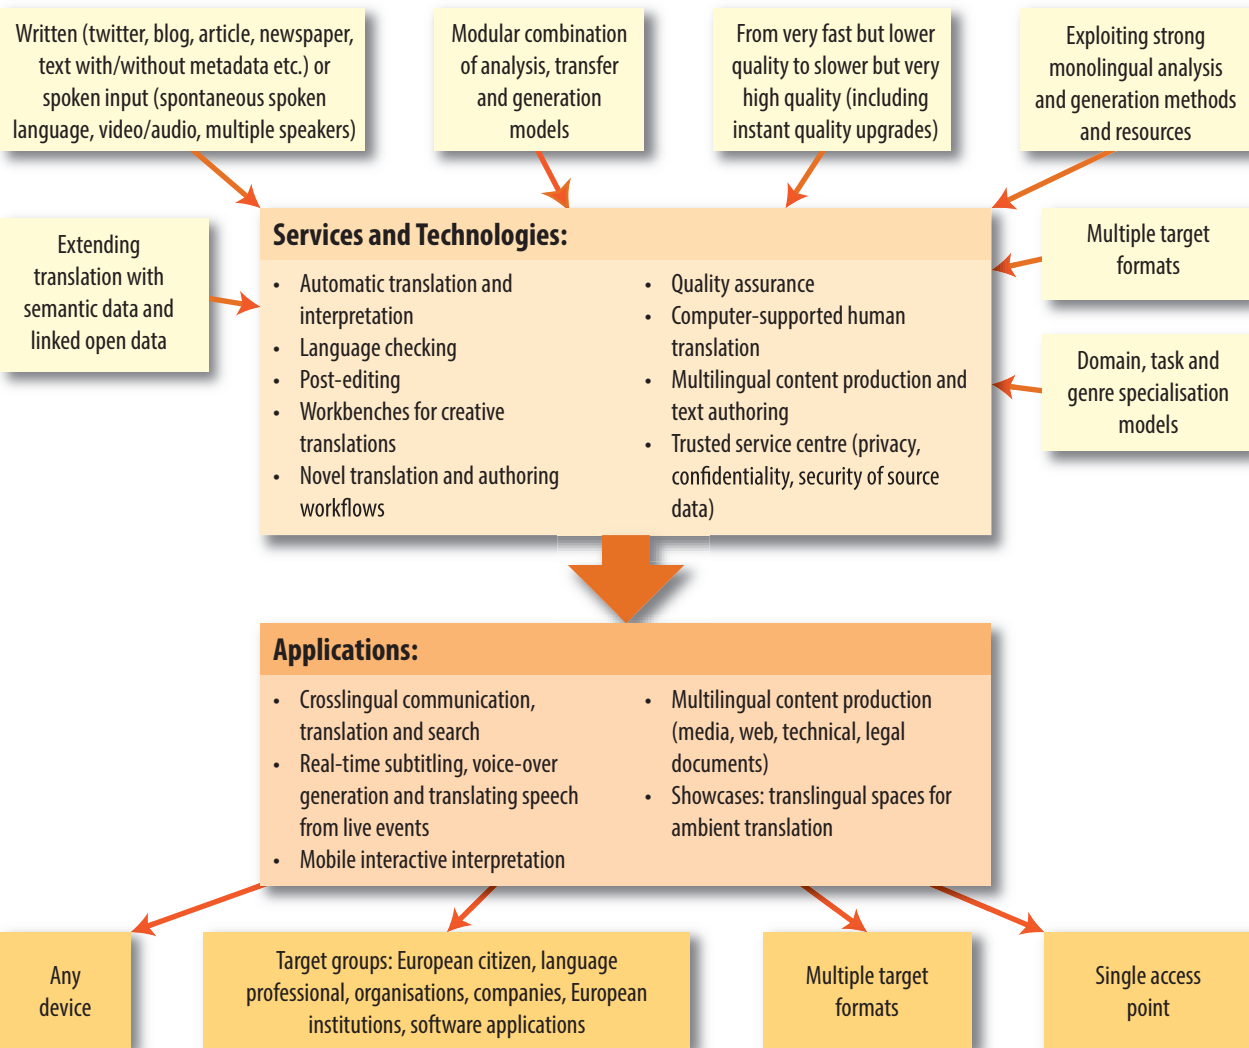 Written (twitter, blog, article, newspaper,
text with/without metadata etc.) or
spoken input (spontaneous spoken
language, video/audio, multiple speakers)
Modular combination
of analysis, transfer
and generation
models
From very fast but lower
quality to slower but very
high quality (including
instant quality upgrades)
Exploiting strong
monolingual analysis
and generation methods
and resources
Extending
translation with
semantic data and
linked open data
Services and Technologies:
• Automatic translation and
interpretation
• Language checking
• Post-editing
• Workbenches for creative
translations
• Novel translation and authoring
workflows
• Quality assurance
• Computer-supported human
translation
• Multilingual content production and
text authoring
• Trusted service centre (privacy,
confidentiality, security of source
data)
Multiple target
formats
Domain, task and
genre specialisation
models
Applications:
• Crosslingual communication,
translation and search
• Real-time subtitling, voice-over
generation and translating speech
from live events
• Mobile interactive interpretation
• Multilingual content production
(media, web, technical, legal
documents)
• Showcases: translingual spaces for
ambient translation
Any
device
Target groups: European citizen, language
professional, organisations, companies, European
institutions, software applications
Multiple target
formats
Single access
point